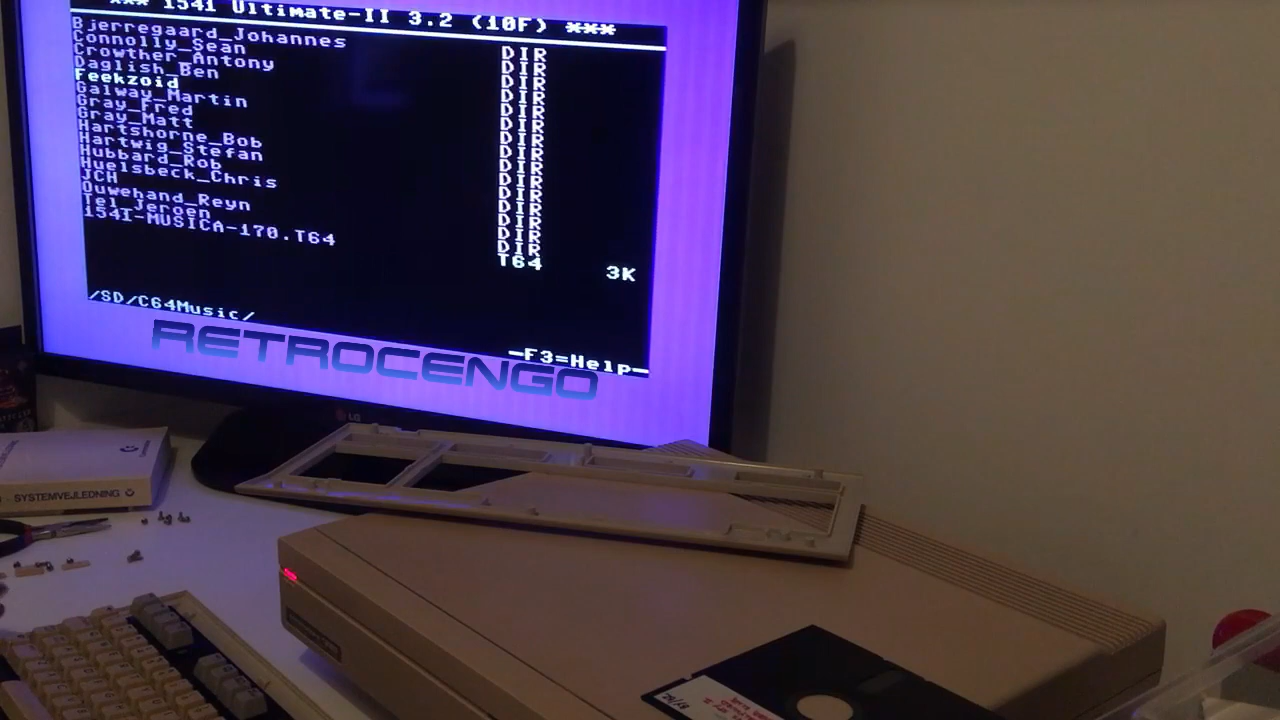 *** 1541 Ultimate-II 3.2 (10F) ***
Bjerregaard_Johannes DIR
Connolly_Sean DIR
Crowther_Antony DIR
Daglish_Ben DIR
Feekzoid DIR
Galway_Martin DIR
Gray_Fred DIR
Gray_Matt DIR
Hartshorne_Bob DIR
Hartwig_Stefan DIR
Hubbard_Rob DIR
Huelsbeck_Chris DIR
JCH DIR
Ouwehand_Reyn DIR
Tel_Jeroen DIR
1541-MUSICA-170.T64 T64 3K
/SD/C64Music/
F3=Help
RETROCENGO
LG
SYSTEMVEJLEDNING